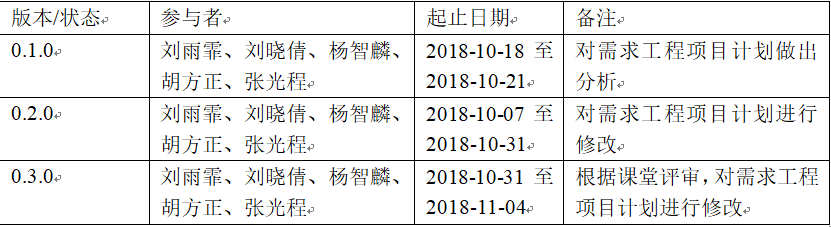 版本/状态 参与者 起止日期 备注
0.1.0 刘雨霏、刘晓倩、杨智麟、 2018-10-18 至 对需求工程项目计划做出
胡方正、张光程 2018-10-21 分析
0.2.0 刘雨霏、刘晓倩、杨智麟、 2018-10-07 至 对需求工程项目计划进行
胡方正、张光程 2018-10-31 修改
0.3.0 刘雨霏、刘晓倩、杨智麟、 2018-10-31 至 根据课堂评审,对需求工程
胡方正、张光程 2018-11-04 项目计划进行修改